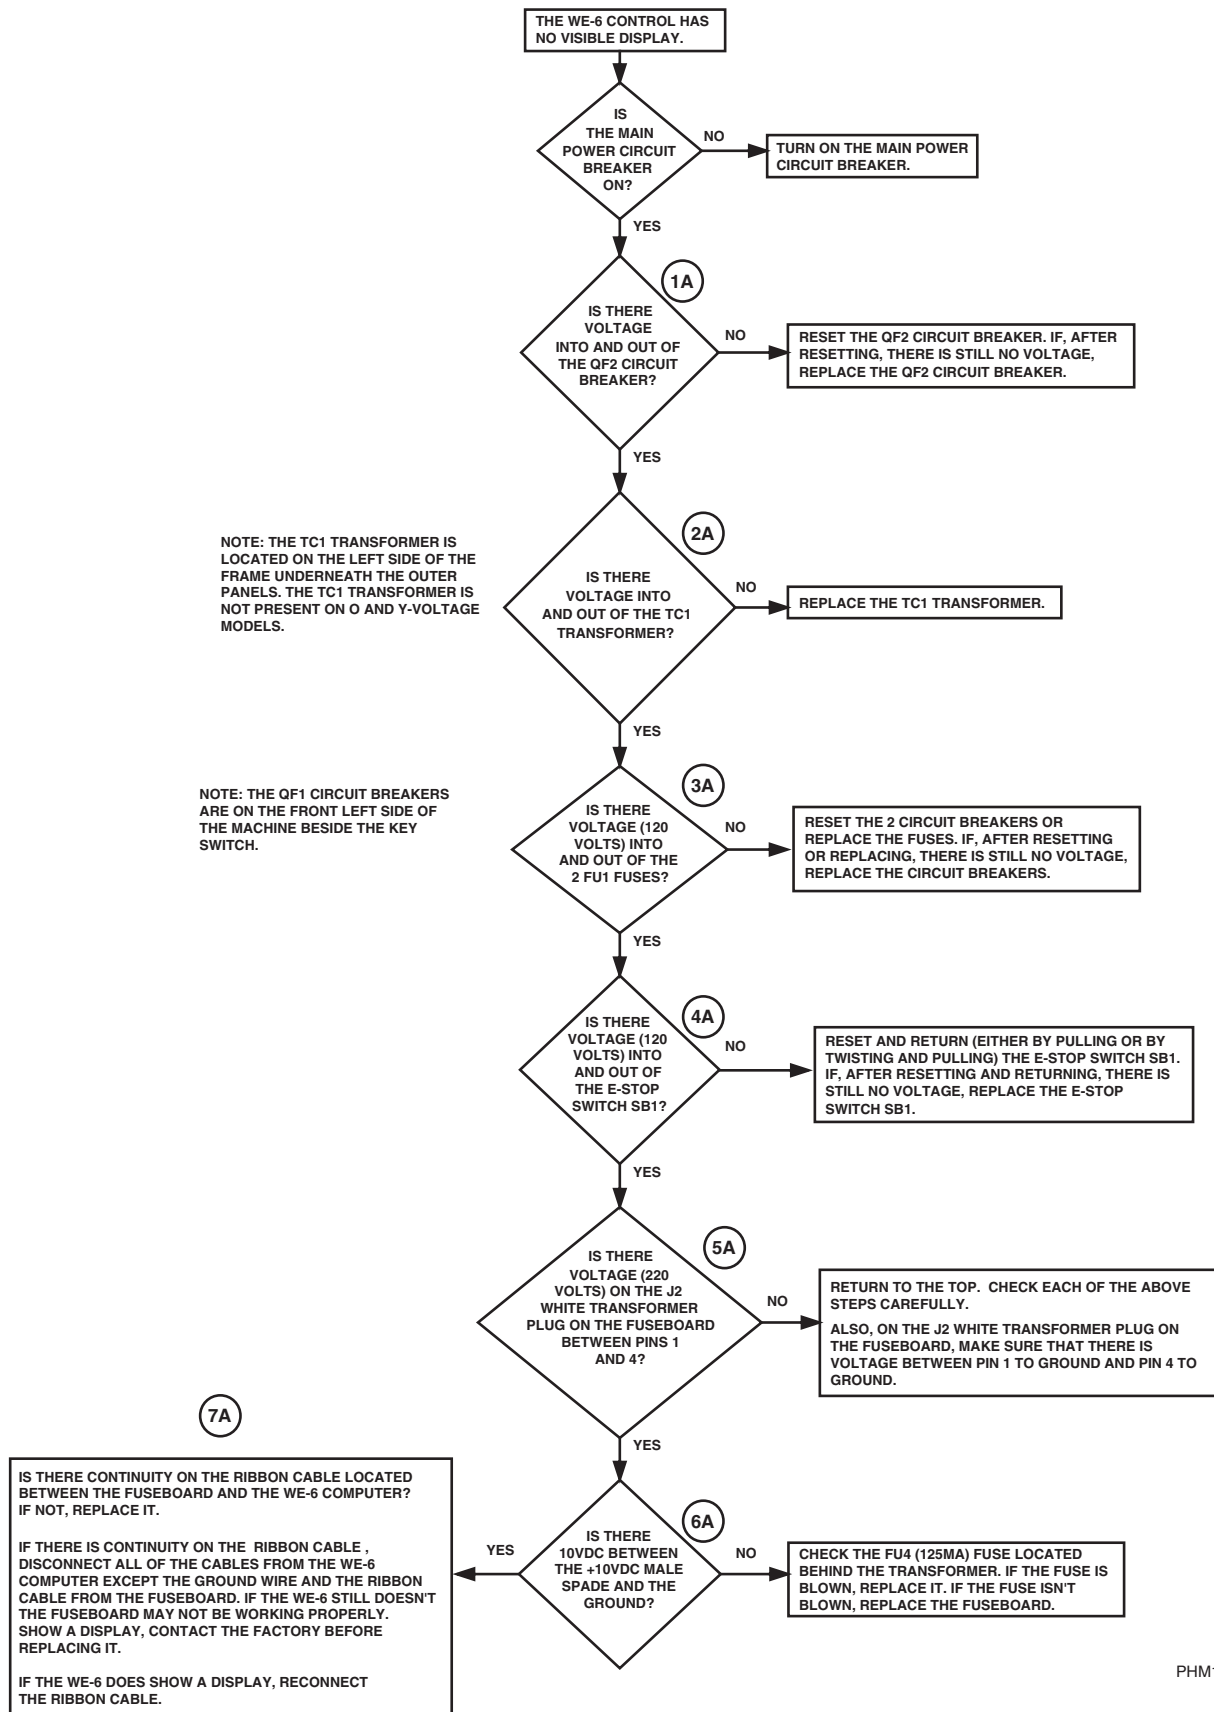 THE WE-6 CONTROL HAS
NO VISIBLE DISPLAY.
IS
THE MAIN
POWER CIRCUIT
BREAKER
ON?
NO
TURN ON THE MAIN POWER
CIRCUIT BREAKER.
YES
1A
IS THERE
VOLTAGE
INTO AND OUT OF
THE QF2 CIRCUIT
BREAKER?
NO
RESET THE QF2 CIRCUIT BREAKER. IF, AFTER
RESETTING, THERE IS STILL NO VOLTAGE,
REPLACE THE QF2 CIRCUIT BREAKER.
YES
2A
NOTE: THE TC1 TRANSFORMER IS
LOCATED ON THE LEFT SIDE OF THE
FRAME UNDERNEATH THE OUTER
PANELS. THE TC1 TRANSFORMER IS
NOT PRESENT ON O AND Y-VOLTAGE
MODELS.
IS THERE
VOLTAGE INTO
AND OUT OF THE TC1
TRANSFORMER?
NO
REPLACE THE TC1 TRANSFORMER.
YES
3A
NOTE: THE QF1 CIRCUIT BREAKERS
ARE ON THE FRONT LEFT SIDE OF
THE MACHINE BESIDE THE KEY
SWITCH.
IS THERE
VOLTAGE (120
VOLTS) INTO
AND OUT OF THE
2 FU1 FUSES?
NO
RESET THE 2 CIRCUIT BREAKERS OR
REPLACE THE FUSES. IF, AFTER RESETTING
OR REPLACING, THERE IS STILL NO VOLTAGE,
REPLACE THE CIRCUIT BREAKERS.
YES
4A
IS THERE
VOLTAGE (120
VOLTS) INTO
AND OUT OF
THE E-STOP
SWITCH SB1?
NO
RESET AND RETURN (EITHER BY PULLING OR BY
TWISTING AND PULLING) THE E-STOP SWITCH SB1.
IF, AFTER RESETTING AND RETURNING, THERE IS
STILL NO VOLTAGE, REPLACE THE E-STOP
SWITCH SB1.
YES
5A
IS THERE
VOLTAGE (220
VOLTS) ON THE J2
WHITE TRANSFORMER
PLUG ON THE FUSEBOARD
BETWEEN PINS 1
AND 4?
NO
RETURN TO THE TOP. CHECK EACH OF THE ABOVE
STEPS CAREFULLY.
ALSO, ON THE J2 WHITE TRANSFORMER PLUG ON
THE FUSEBOARD, MAKE SURE THAT THERE IS
VOLTAGE BETWEEN PIN 1 TO GROUND AND PIN 4 TO
GROUND.
YES
6A
IS THERE
10VDC BETWEEN
THE +10VDC MALE
SPADE AND THE
GROUND?
NO
CHECK THE FU4 (125MA) FUSE LOCATED
BEHIND THE TRANSFORMER. IF THE FUSE IS
BLOWN, REPLACE IT. IF THE FUSE ISN'T
BLOWN, REPLACE THE FUSEBOARD.
YES
7A
IS THERE CONTINUITY ON THE RIBBON CABLE LOCATED
BETWEEN THE FUSEBOARD AND THE WE-6 COMPUTER?
IF NOT, REPLACE IT.
IF THERE IS CONTINUITY ON THE RIBBON CABLE ,
DISCONNECT ALL OF THE CABLES FROM THE WE-6
COMPUTER EXCEPT THE GROUND WIRE AND THE RIBBON
CABLE FROM THE FUSEBOARD. IF THE WE-6 STILL DOESN'T
THE FUSEBOARD MAY NOT BE WORKING PROPERLY.
SHOW A DISPLAY, CONTACT THE FACTORY BEFORE
REPLACING IT.
IF THE WE-6 DOES SHOW A DISPLAY, RECONNECT
THE RIBBON CABLE.